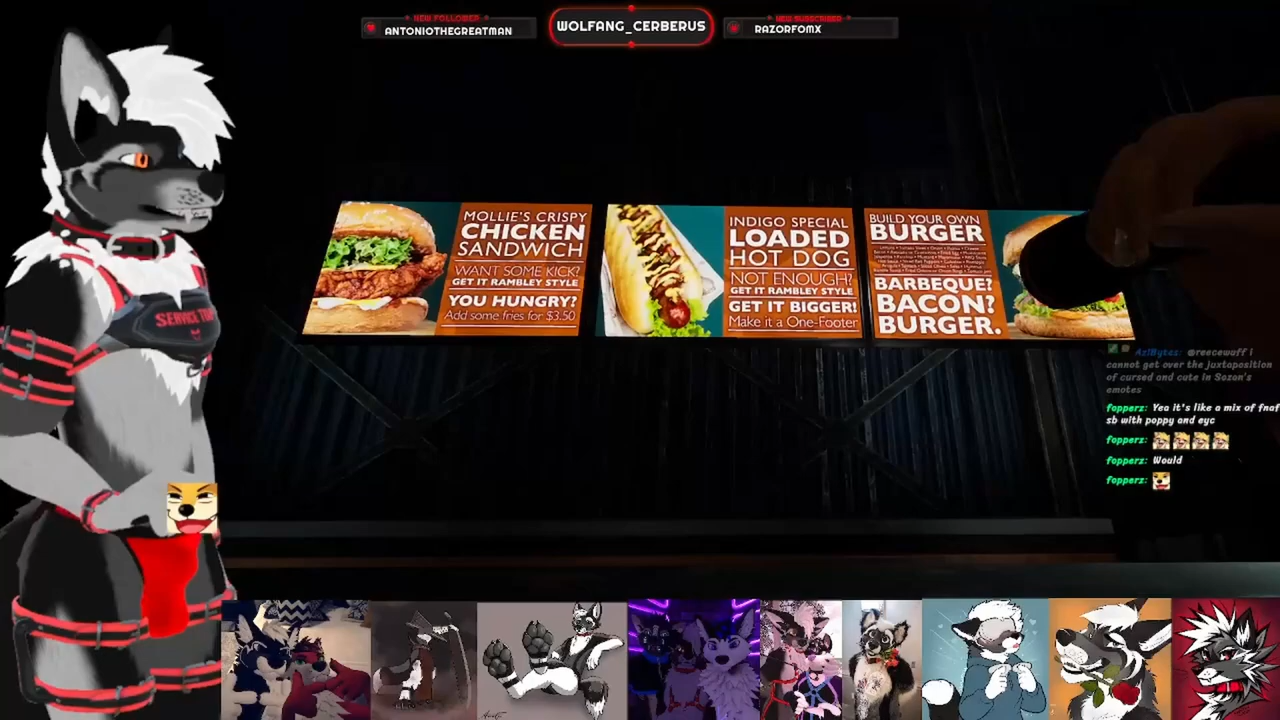 NEW FOLLOWER
ANTONIOTHEGREATMAN
WOLFANG_CERBERUS
NEW SUBSCRIBER
RAZORFOMX
MOLLIE'S CRISPY
CHICKEN
SANDWICH
WANT SOME KICK?
GET IT RAMBLEY STYLE
YOU HUNGRY?
Add some fries for $3.50
INDIGO SPECIAL
LOADED
HOT DOG
NOT ENOUGH?
GET IT RAMBLEY STYLE
GET IT BIGGER!
Make it a One-Footer
BUILD YOUR OWN
BURGER
BARBEQUE?
BACON?
BURGER.
SERVICE
AziBytes: @reecewuff i
cannot get over the juxtaposition
of cursed and cute in Sozon's
emotes
fopperz: Yea it's like a mix of fnaf
sb with poppy and eyc
fopperz:
fopperz: Would
fopperz: